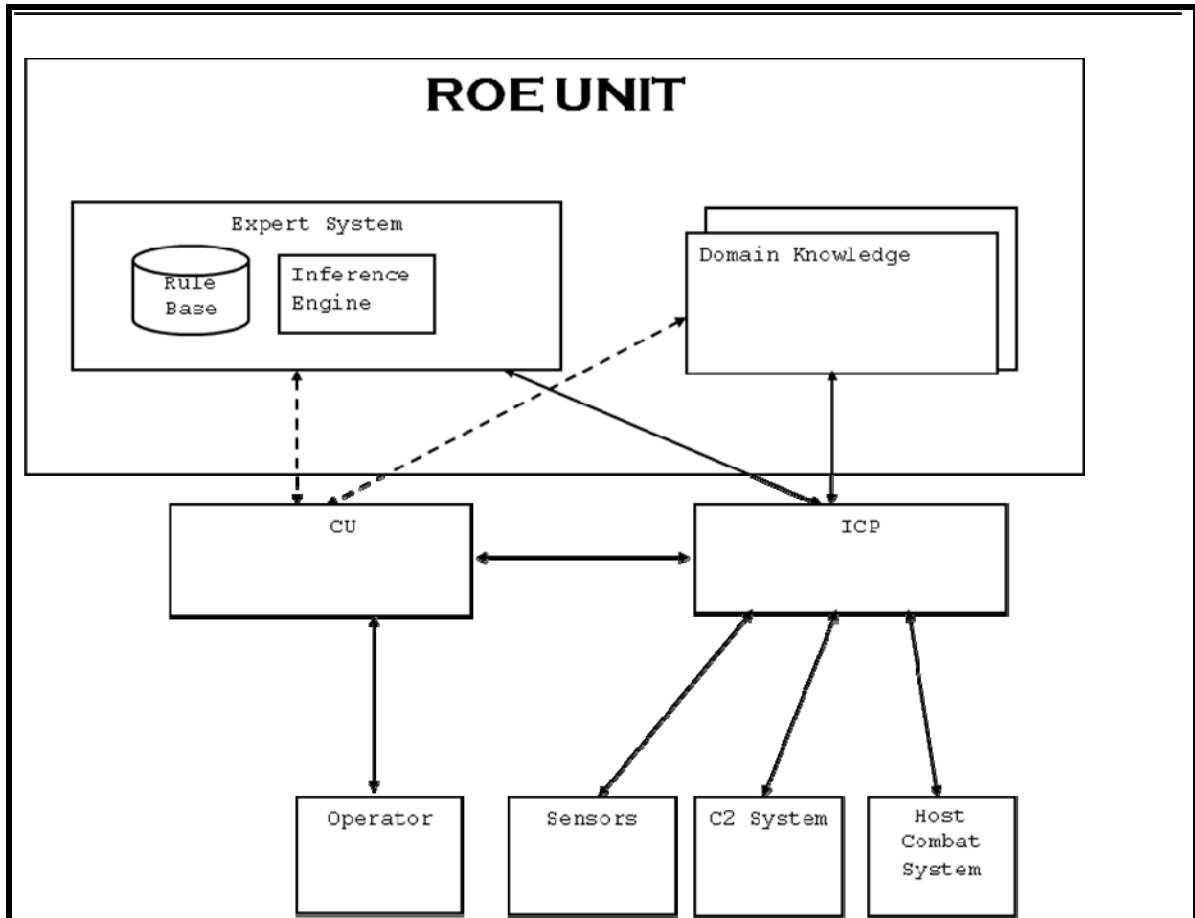 ROE UNIT
Expert System
Rule
Base
Inference
Engine
Domain Knowledge
CU
ICP
Operator
Sensors
C2 System
Host
Combat
System